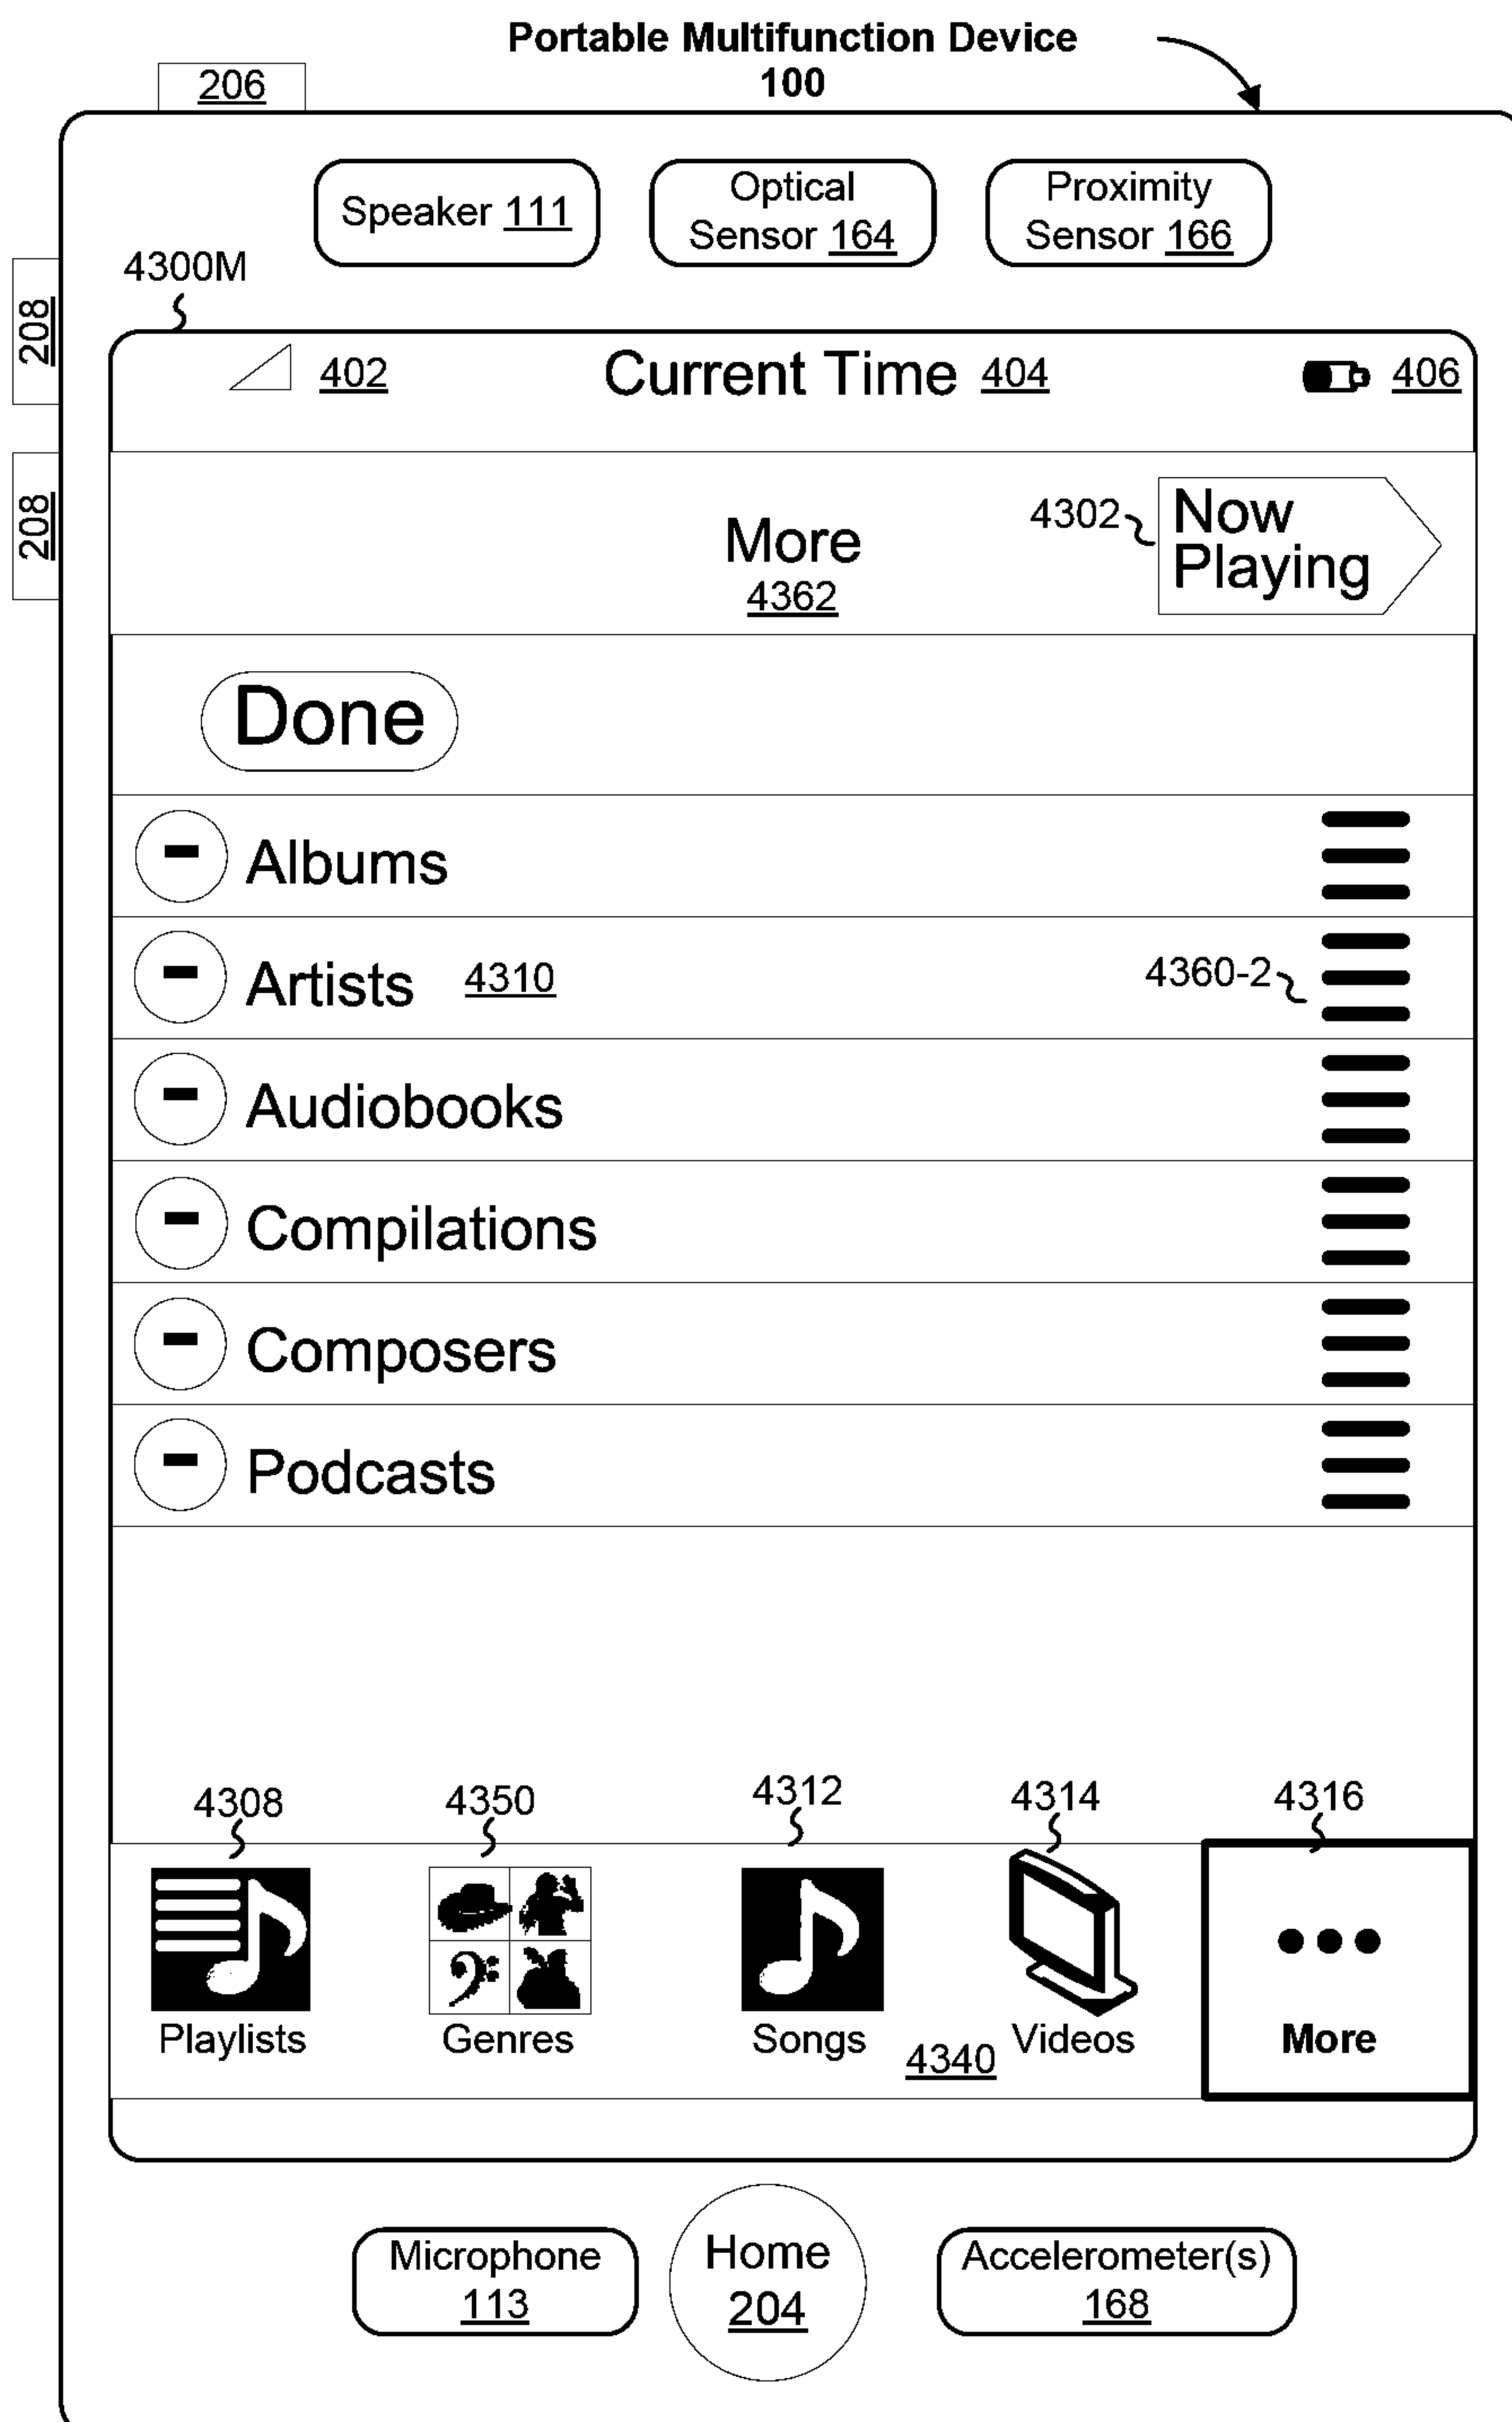 Portable Multifunction Device
100
206
Speaker 111
Optical
Sensor 164
Proximity
Sensor 166
4300M
208
208
402
Current Time 404
406
More
4362
4302
Now
Playing
Done
Albums
Artists 4310
4360-2
Audiobooks
Compilations
Composers
Podcasts
4308
4350
4312
4314
4316
Playlists
Genres
Songs
4340
Videos
More
Microphone
113
Home
204
Accelerometer(s)
168